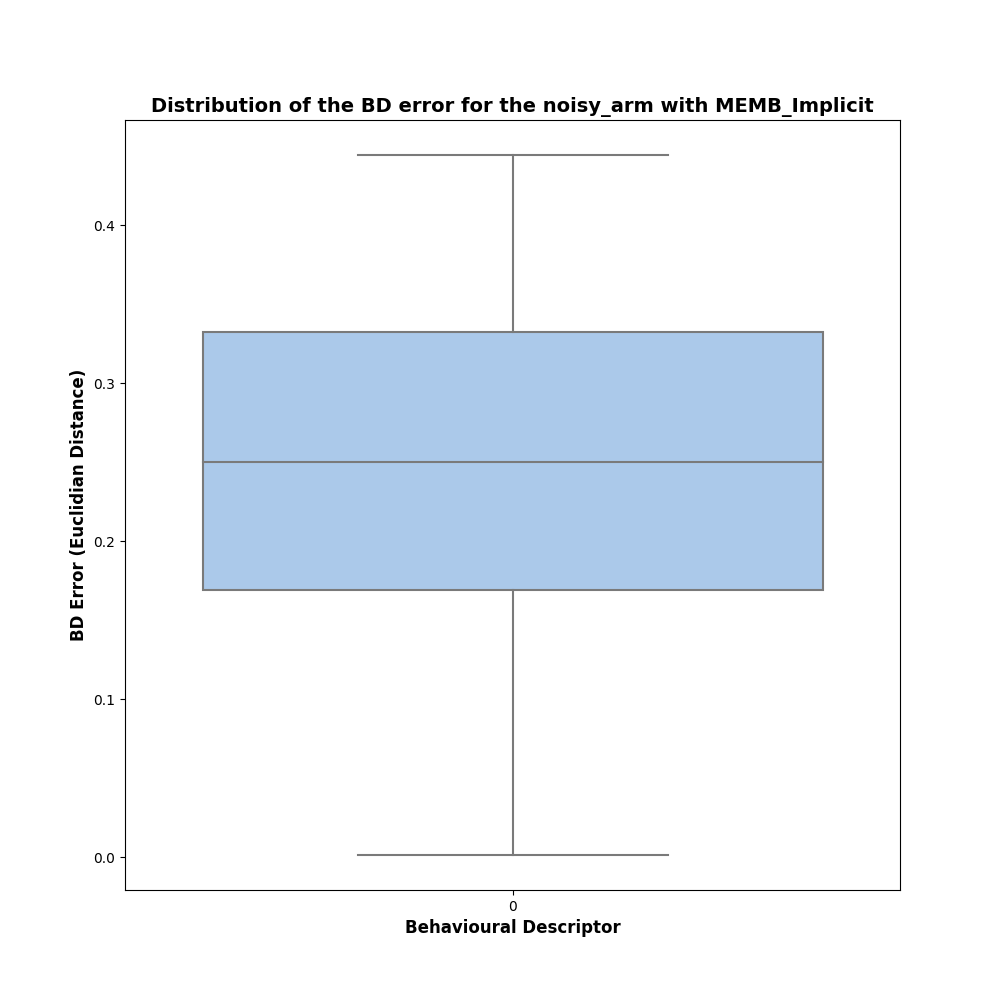 Distribution of the BD error for the noisy_arm with MEMB_Implicit
BD Error (Euclidian Distance)
0.4
0.3
0.2
0.1
0.0
0
Behavioural Descriptor